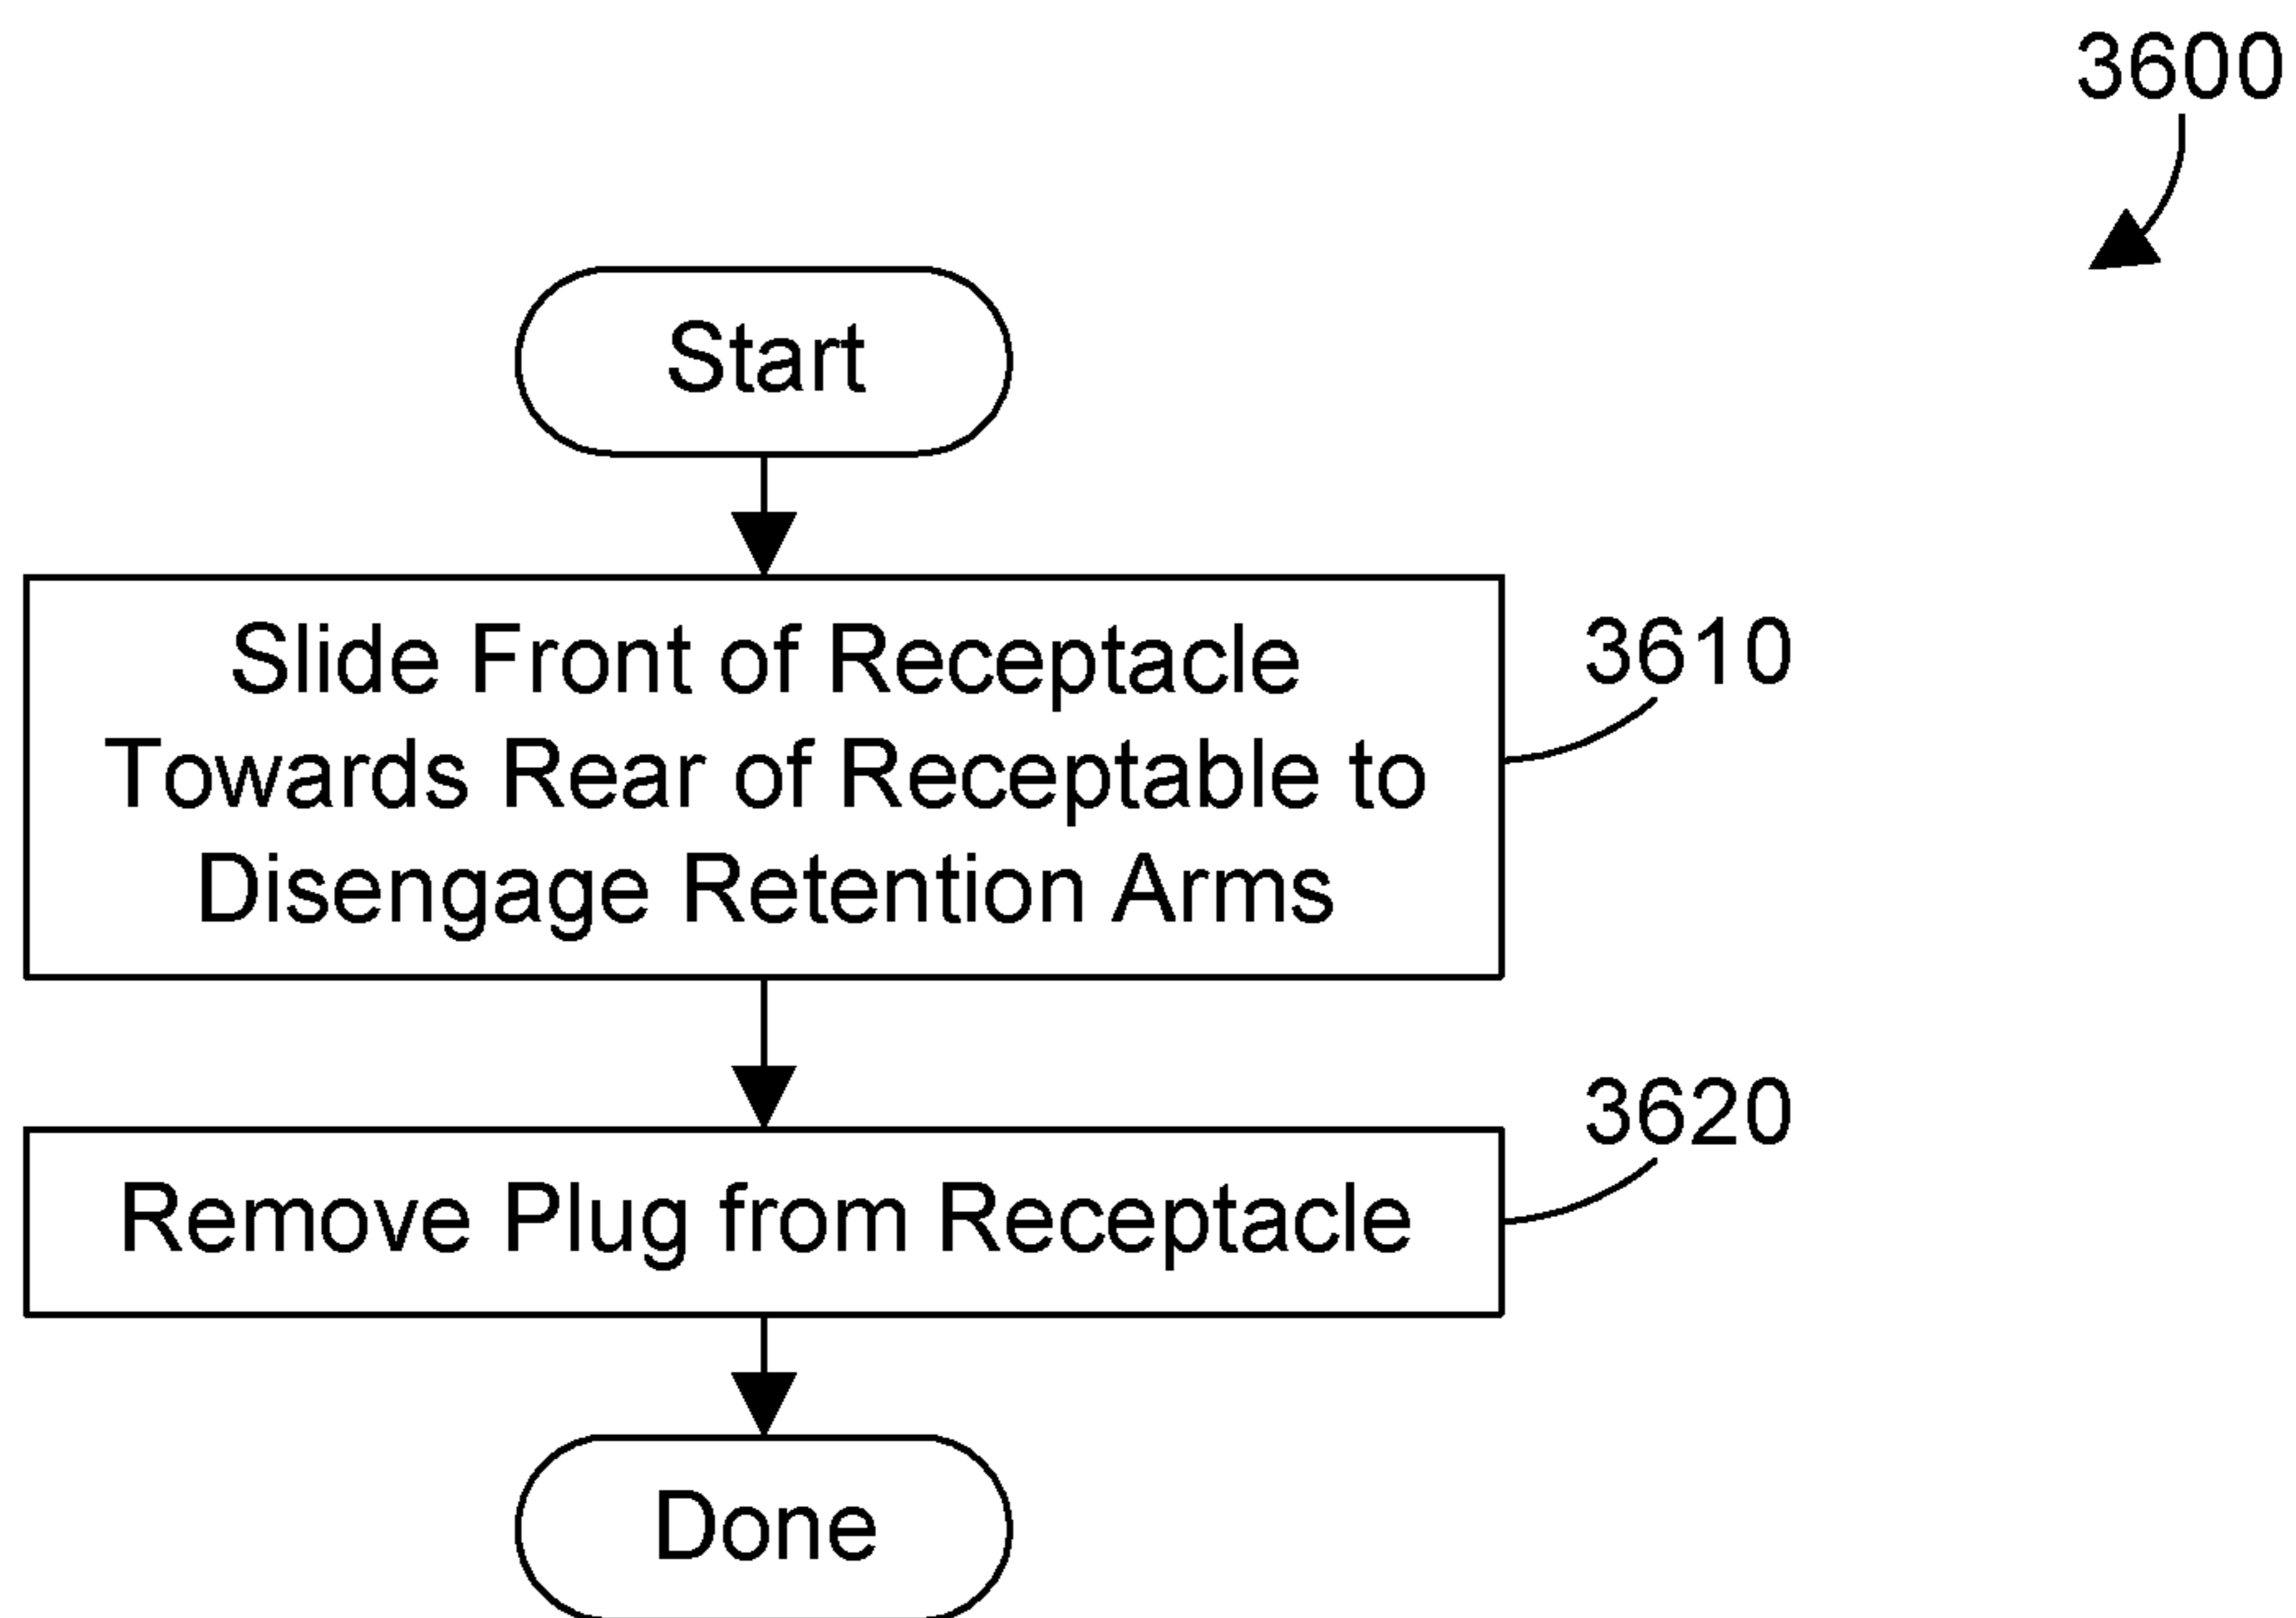 3600
Start
Slide Front of Receptacle
Towards Rear of Receptable to
Disengage Retention Arms
3610
Remove Plug from Receptacle
3620
Done